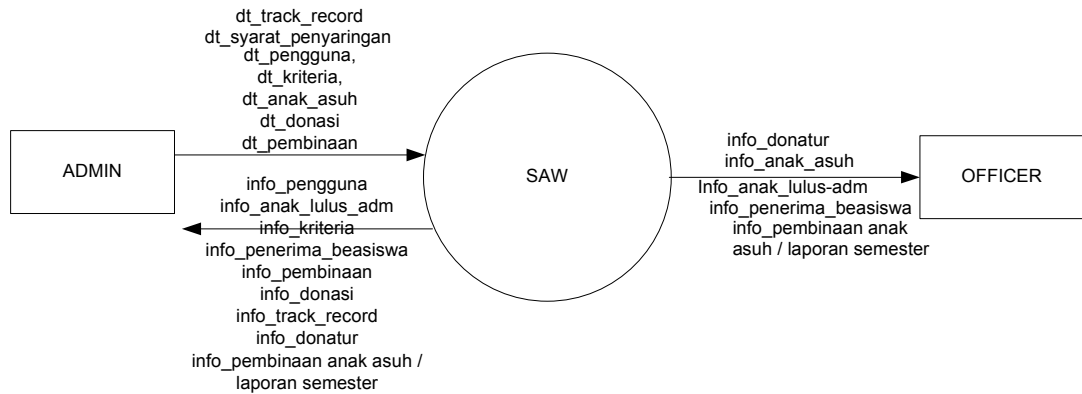 dt_track_record
dt_syarat_penyaringan
dt_pengguna,
dt_kriteria,
dt_anak_asuh
dt_donasi
dt_pembinaan
ADMIN
info_pengguna
info_anak_lulus_adm
info_kriteria
info_penerima_beasiswa
info_pembinaan
info_donasi
info_track_record
info_donatur
info_pembinaan anak asuh /
laporan semester
SAW
info_donatur
info_anak_asuh
Info_anak_lulus-adm
info_penerima_beasiswa
info_pembinaan anak
asuh / laporan semester
OFFICER